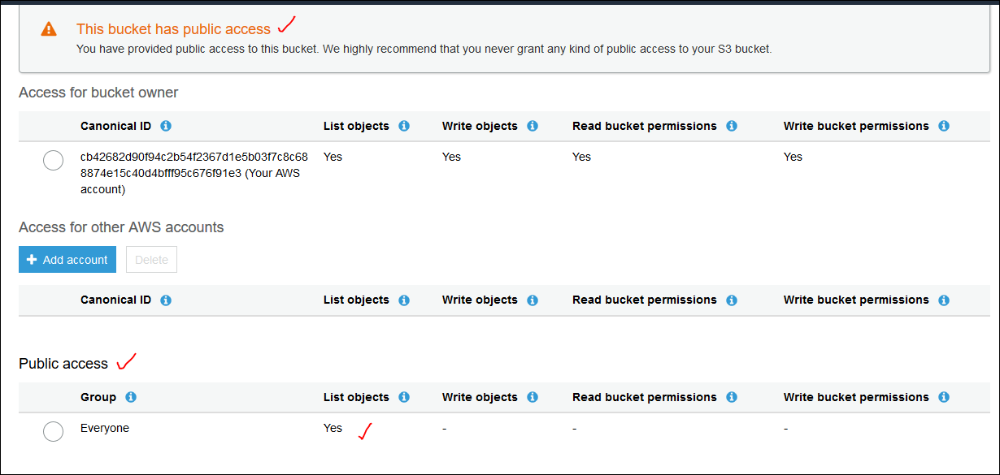 This bucket has public access
You have provided public access to this bucket. We highly recommend that you never grant any kind of public access to your S3 bucket.
Access for bucket owner
Canonical ID List objects Write objects Read bucket permissions Write bucket permissions
cb42682d90f94c2b54f2367d1e5b03f7c8c68 Yes Yes Yes Yes
8874e15c40d4bfff95c676f91e3 (Your AWS
account)
Access for other AWS accounts
+ Add account Delete
Canonical ID List objects Write objects Read bucket permissions Write bucket permissions
Public access
Group List objects Write objects Read bucket permissions Write bucket permissions
Everyone Yes - - -